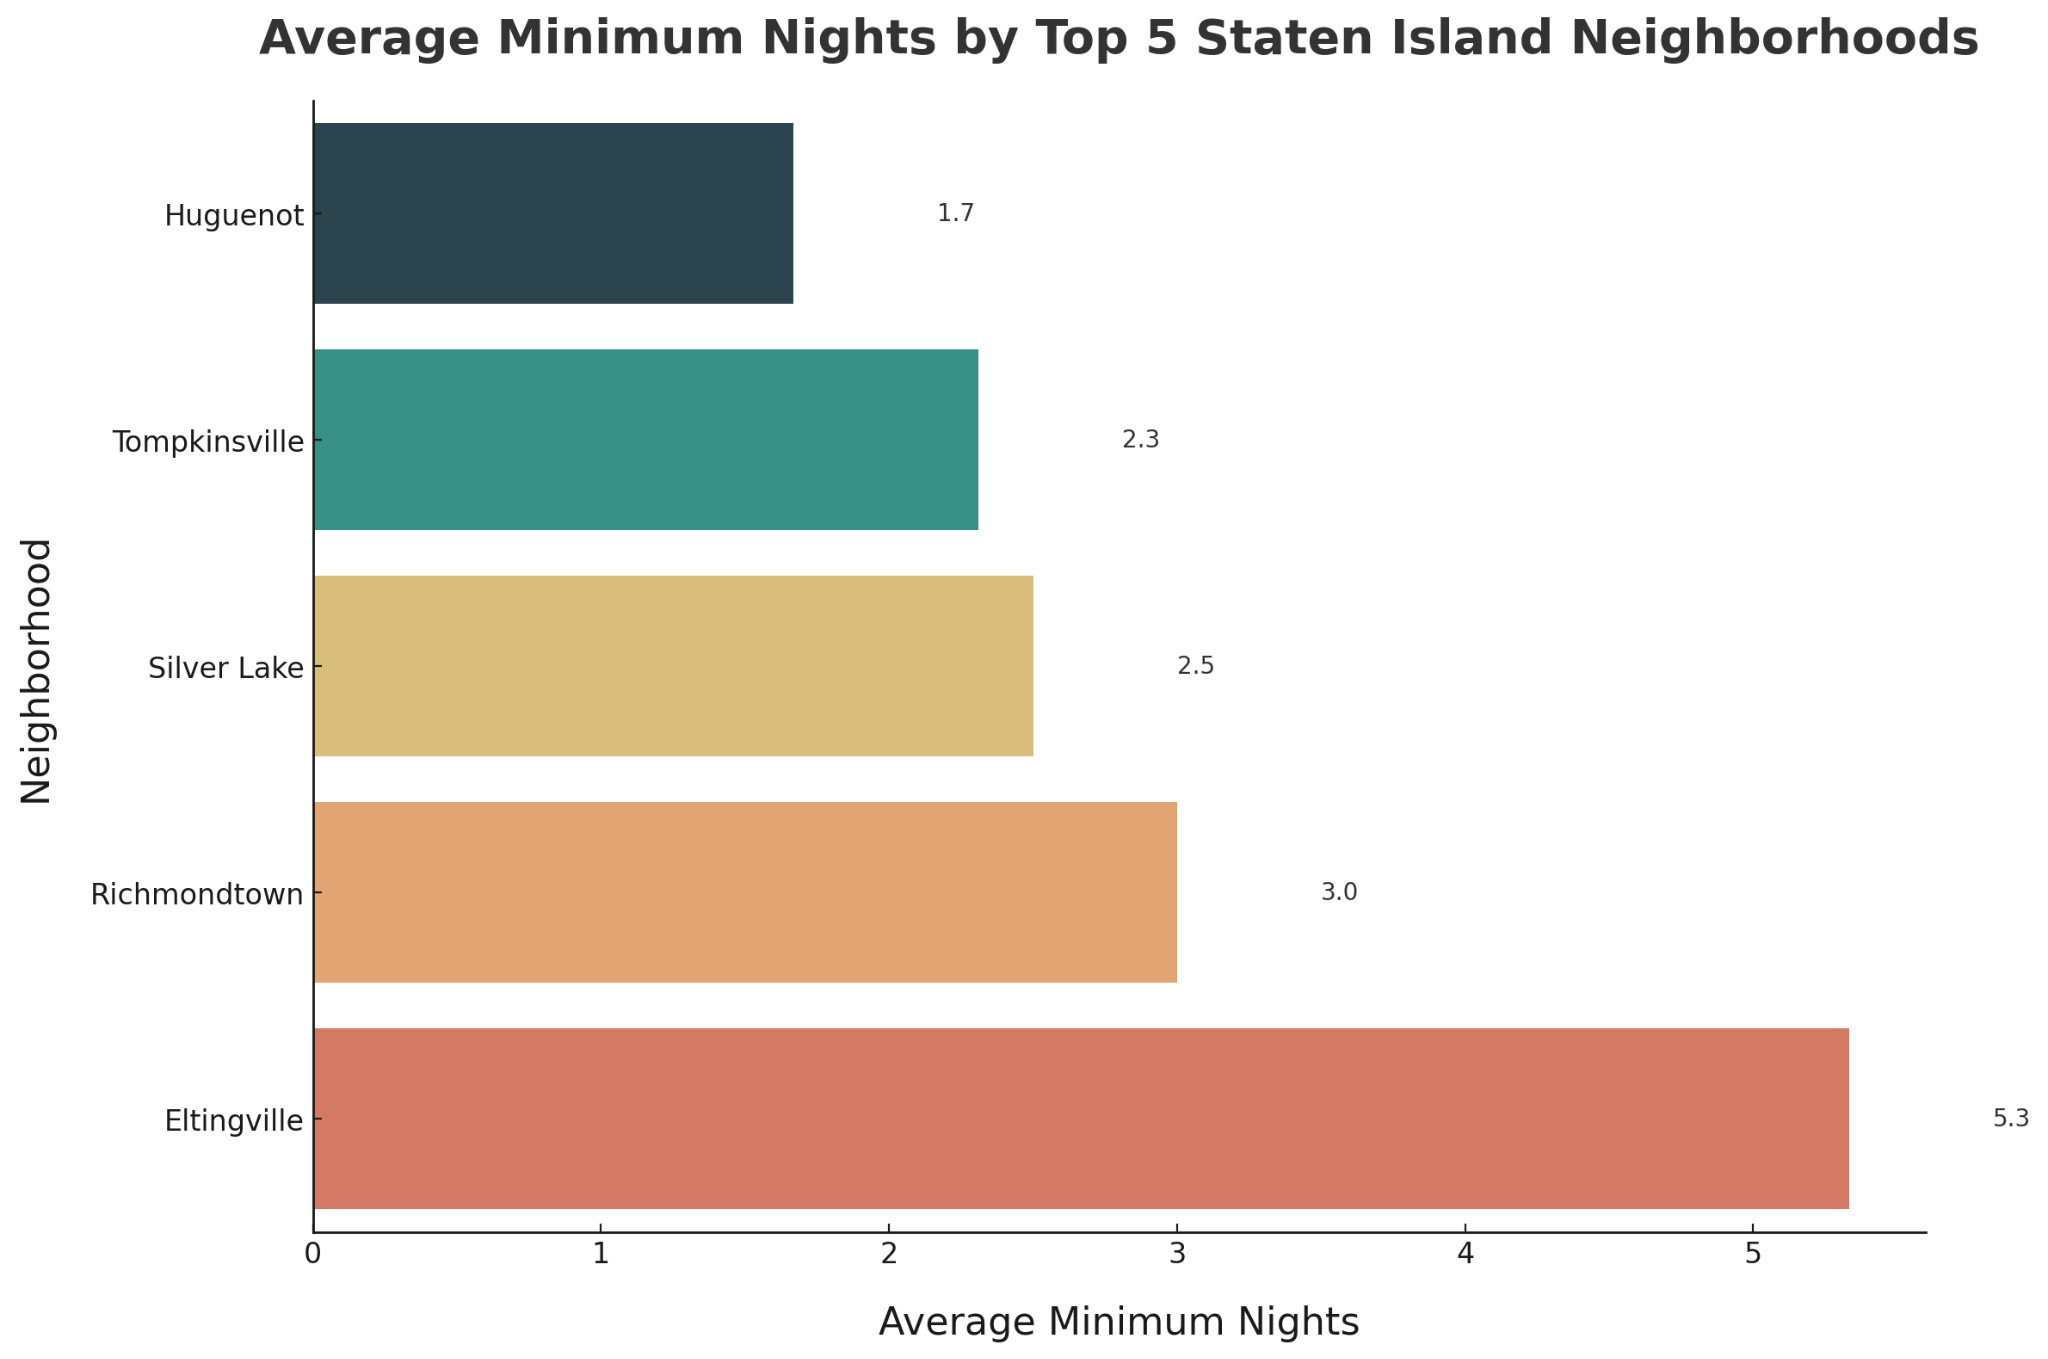 Average Minimum Nights by Top 5 Staten Island Neighborhoods
Neighborhood
Huguenot
1.7
Tompkinsville
2.3
Silver Lake
2.5
Richmondtown
3.0
Eltingville
5.3
0 1 2 3 4 5
Average Minimum Nights